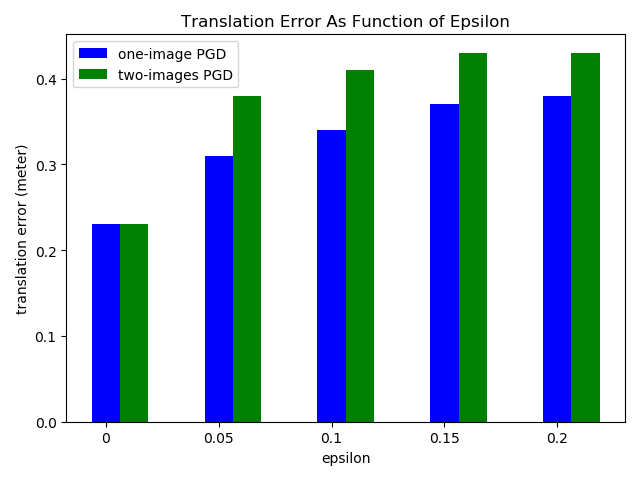 Translation Error As Function of Epsilon
one-image PGD
two-images PGD
translation error (meter)
0.4
0.3
0.2
0.1
0.0
0 0.05 0.1 0.15 0.2
epsilon